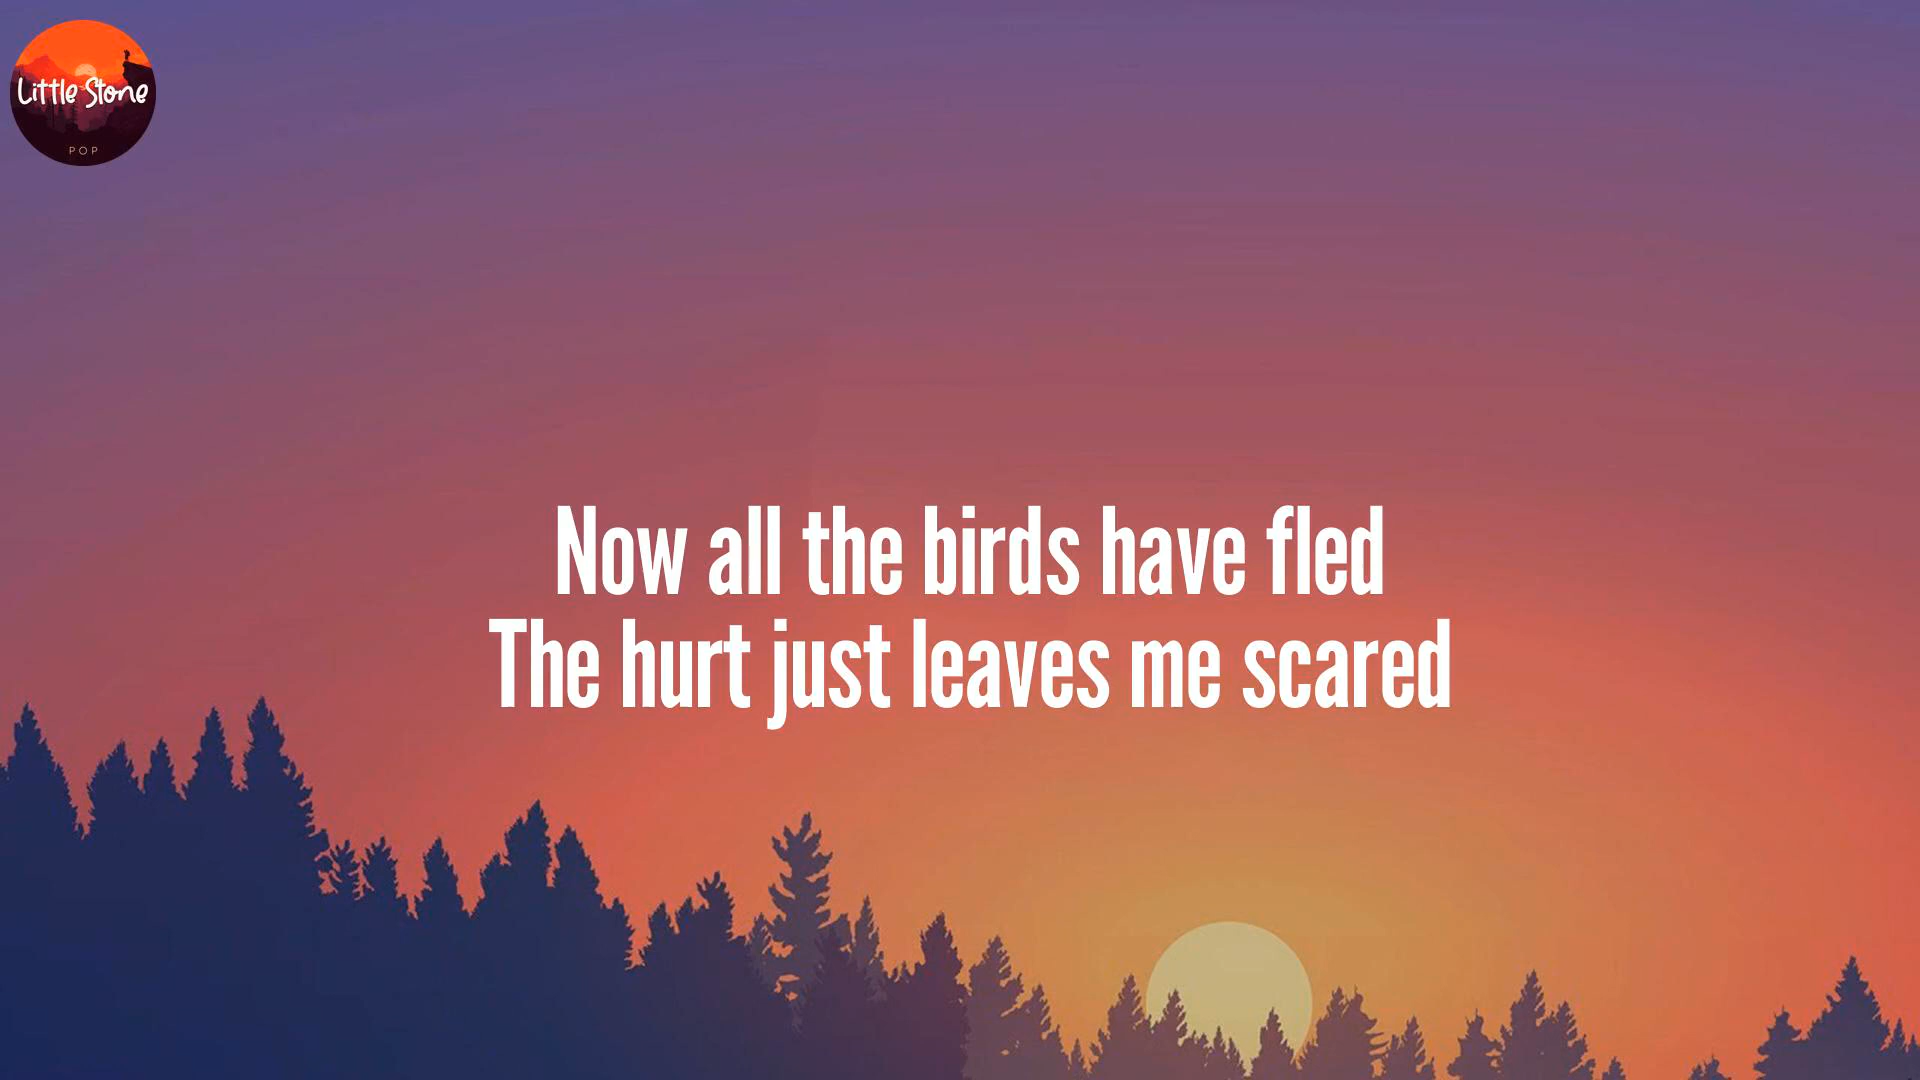 Little Stone
POP
Now all the birds have fled
The hurt just leaves me scared